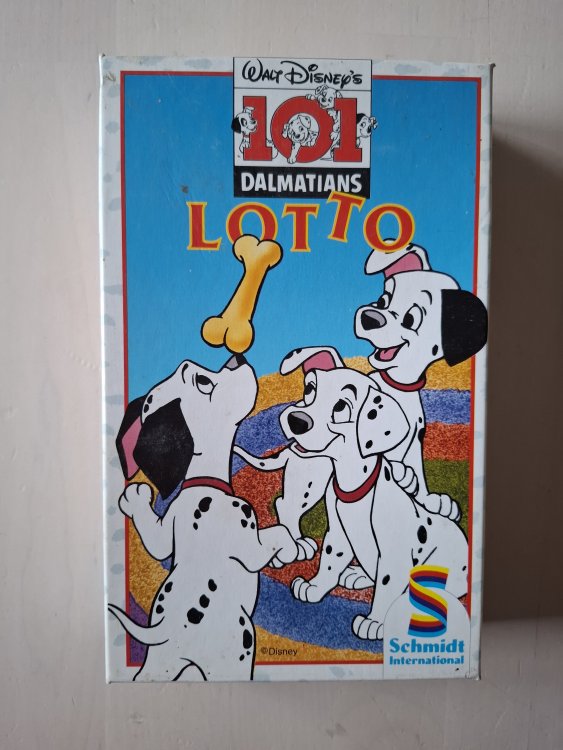 WALT DISNEY'S
101
DALMATIANS
LOTTO
©Disney
Schmidt
International